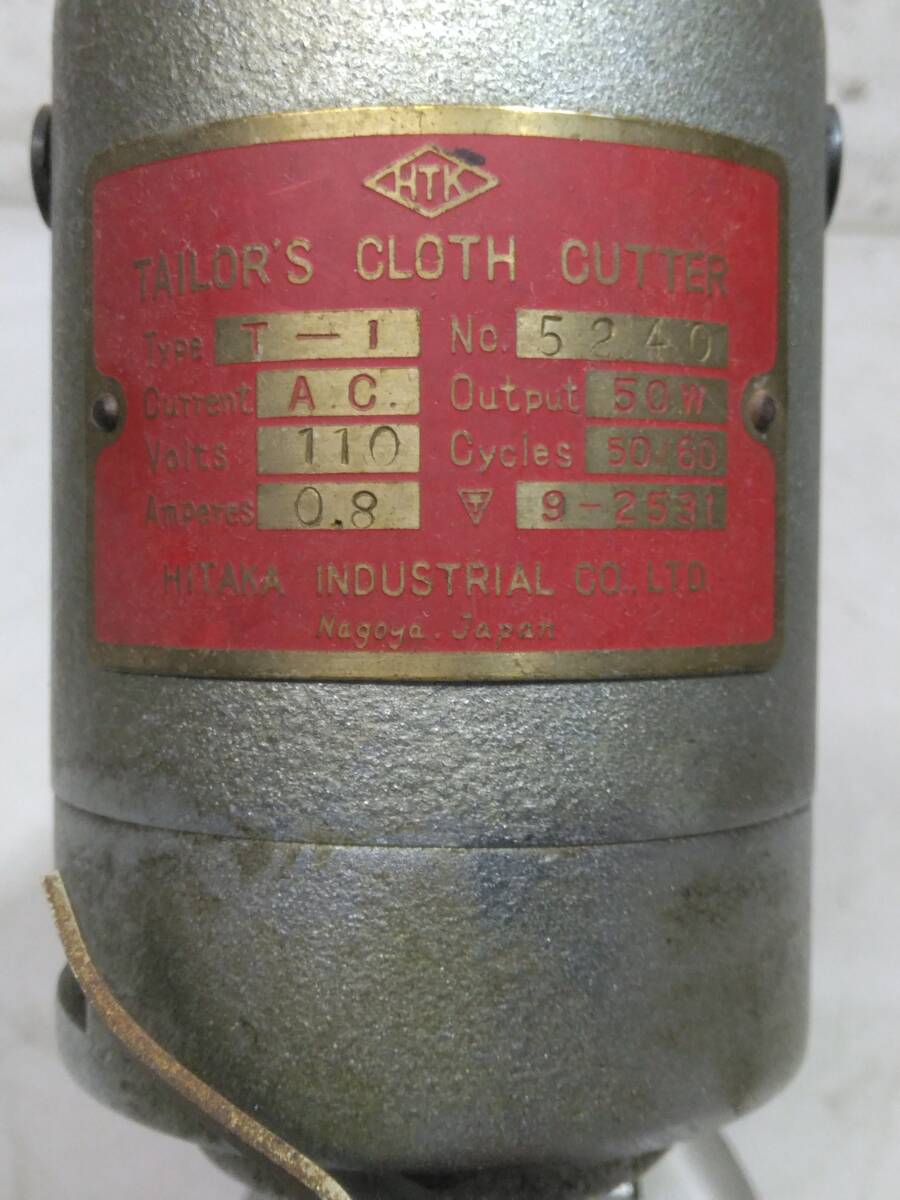 HTK
TAILOR'S CLOTH CUTTER
Type T-1 No. 5240
Current A.C. Output 50W
Volts 110 Cycles 50/60
Amperes 0.8 T 9-2531
HITAKA INDUSTRIAL CO., LTD.
Nagoya. Japan